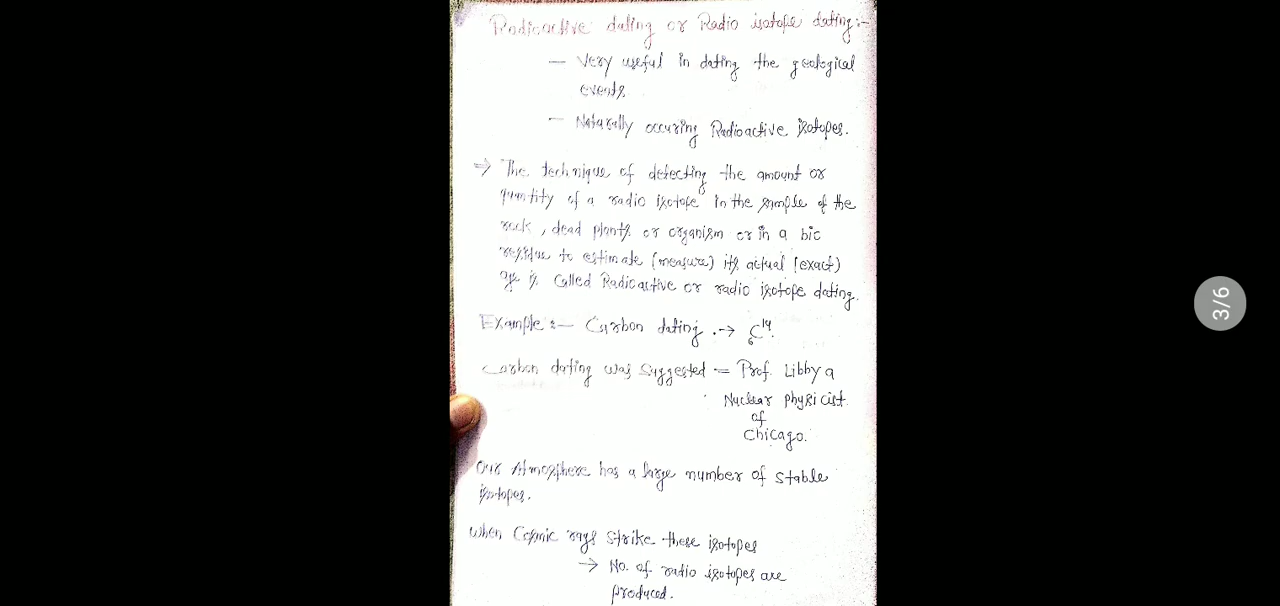 Radioactive dating or Radio isotope dating:-
— Very useful in dating the geological
events
— Naturally occuring Radioactive isotopes.
⇒ The technique of detecting the amount or
quantity of a radio isotope in the sample of the
rock, dead plants or organism or in a bio
residue to estimate (measure) its actual (exact)
age is called Radioactive or radio isotope dating.
Example :— Carbon dating. → ₆C¹⁴.
Carbon dating was suggested = Prof. Libby a
Nuclear physicist
of
Chicago.
Our Atmosphere has a large number of stable
isotopes.
When Cosmic rays strike these isotopes
→ No. of radio isotopes are
produced.
3/6